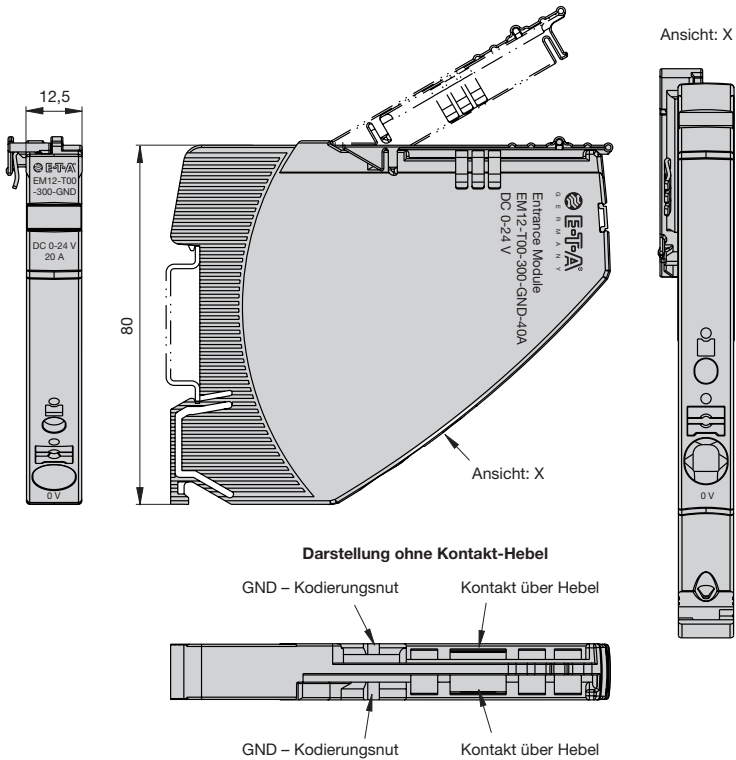 Ansicht: X
12,5
E-T-A
EM12-T00
-300-GND
DC 0-24 V
20 A
0 V
80
E-T-A®
GERMANY
Entrance Module
EM12-T00-300-GND-40A
DC 0-24 V
Ansicht: X
0 V
Darstellung ohne Kontakt-Hebel
GND – Kodierungsnut
Kontakt über Hebel
GND – Kodierungsnut
Kontakt über Hebel